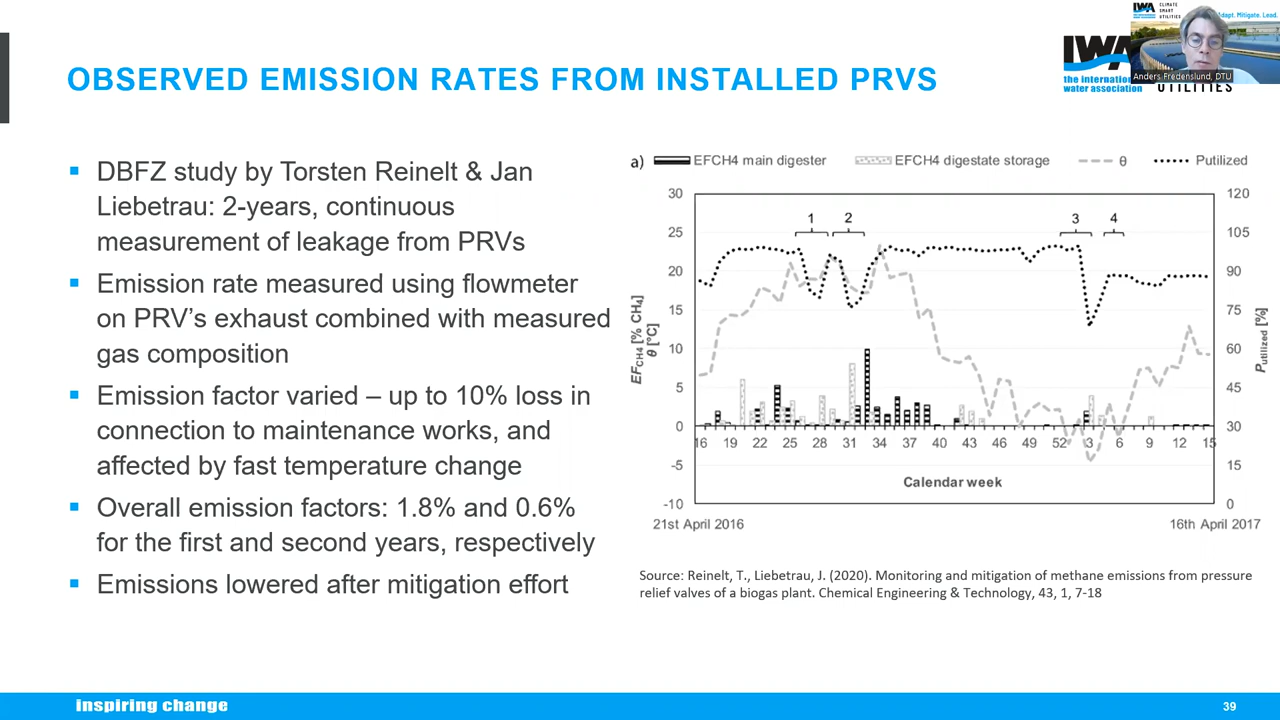 OBSERVED EMISSION RATES FROM INSTALLED PRVS
IWA
CLIMATE
SMART
UTILITIES
Adapt. Mitigate. Lead.
IWA
the internation
water association
UTILITIES
Anders Fredenslund, DTU
DBFZ study by Torsten Reinelt & Jan
Liebetrau: 2-years, continuous
measurement of leakage from PRVs
Emission rate measured using flowmeter
on PRV's exhaust combined with measured
gas composition
Emission factor varied – up to 10% loss in
connection to maintenance works, and
affected by fast temperature change
Overall emission factors: 1.8% and 0.6%
for the first and second years, respectively
Emissions lowered after mitigation effort
a) EFCH4 main digester EFCH4 digestate storage θ Putilized
30 120
1 2 3 4
25 105
20 90
15 75
10 60
5 45
0 30
-5 15
-10 0
EFCH4 [% CH4]
θ [°C]
Putilized [%]
16 19 22 25 28 31 34 37 40 43 46 49 52 3 6 9 12 15
Calendar week
21st April 2016 16th April 2017
Source: Reinelt, T., Liebetrau, J. (2020). Monitoring and mitigation of methane emissions from pressure
relief valves of a biogas plant. Chemical Engineering & Technology, 43, 1, 7-18
inspiring change 39